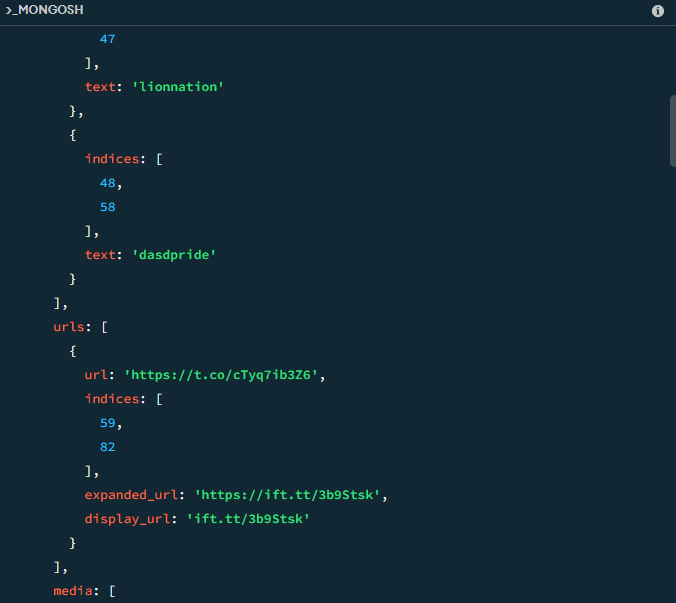 >_MONGOSH
47
],
text: 'lionnation'
},
{
indices: [
48,
58
],
text: 'dasdpride'
}
],
urls: [
{
url: 'https://t.co/cTyq7ib3Z6',
indices: [
59,
82
],
expanded_url: 'https://ift.tt/3b9Stsk',
display_url: 'ift.tt/3b9Stsk'
}
],
media: [